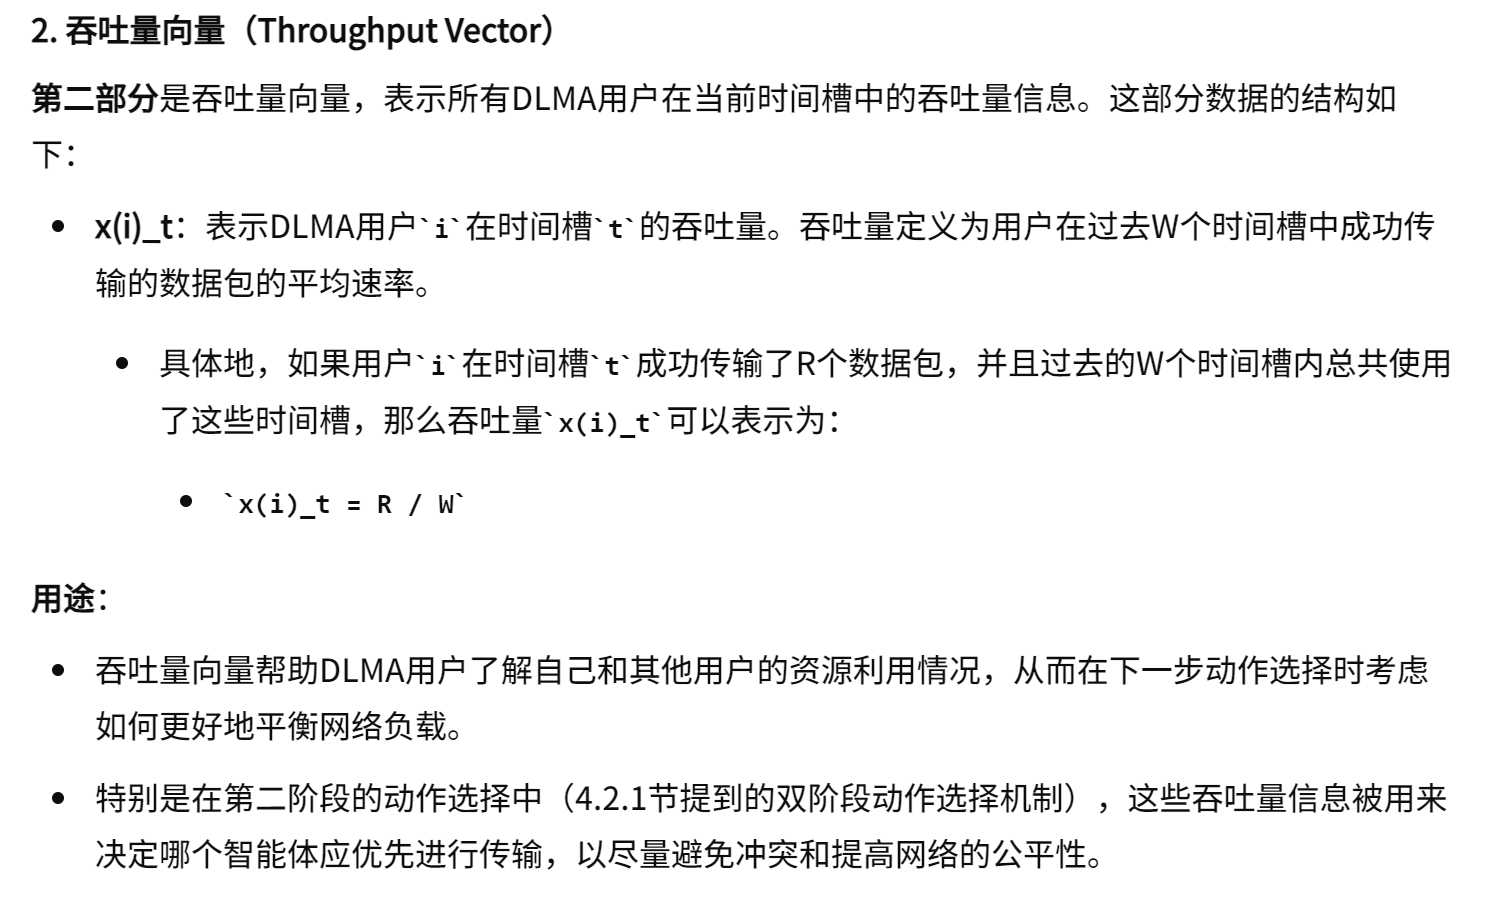 2. 吞吐量向量（Throughput Vector）
第二部分是吞吐量向量，表示所有DLMA用户在当前时间槽中的吞吐量信息。这部分数据的结构如
下：
• x(i)_t：表示DLMA用户`i`在时间槽`t`的吞吐量。吞吐量定义为用户在过去W个时间槽中成功传
输的数据包的平均速率。
• 具体地，如果用户`i`在时间槽`t`成功传输了R个数据包，并且过去的W个时间槽内总共使用
了这些时间槽，那么吞吐量`x(i)_t`可以表示为：
• `x(i)_t = R / W`
用途：
• 吞吐量向量帮助DLMA用户了解自己和其他用户的资源利用情况，从而在下一步动作选择时考虑
如何更好地平衡网络负载。
• 特别是在第二阶段的动作选择中（4.2.1节提到的双阶段动作选择机制），这些吞吐量信息被用来
决定哪个智能体应优先进行传输，以尽量避免冲突和提高网络的公平性。